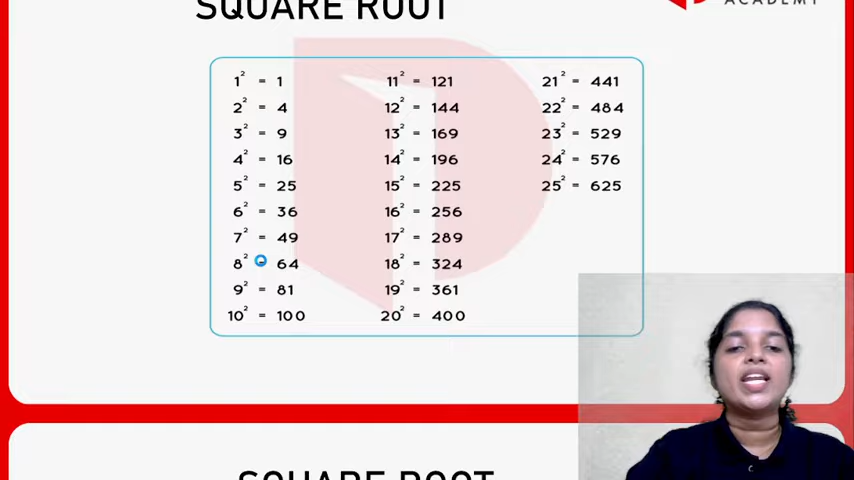 SQUARE ROOT
ACADEMY
1² = 1
2² = 4
3² = 9
4² = 16
5² = 25
6² = 36
7² = 49
8² = 64
9² = 81
10² = 100
11² = 121
12² = 144
13² = 169
14² = 196
15² = 225
16² = 256
17² = 289
18² = 324
19² = 361
20² = 400
21² = 441
22² = 484
23² = 529
24² = 576
25² = 625
SQUARE ROOT